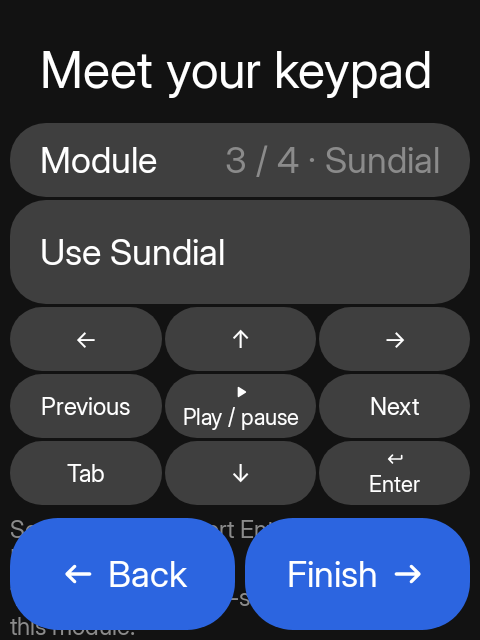 Meet your keypad
Module 3 / 4 · Sundial
Use Sundial
← ↑ →
Previous ▶ Play / pause Next
Tab ↓ ↵ Enter
← Back Finish →
this module.